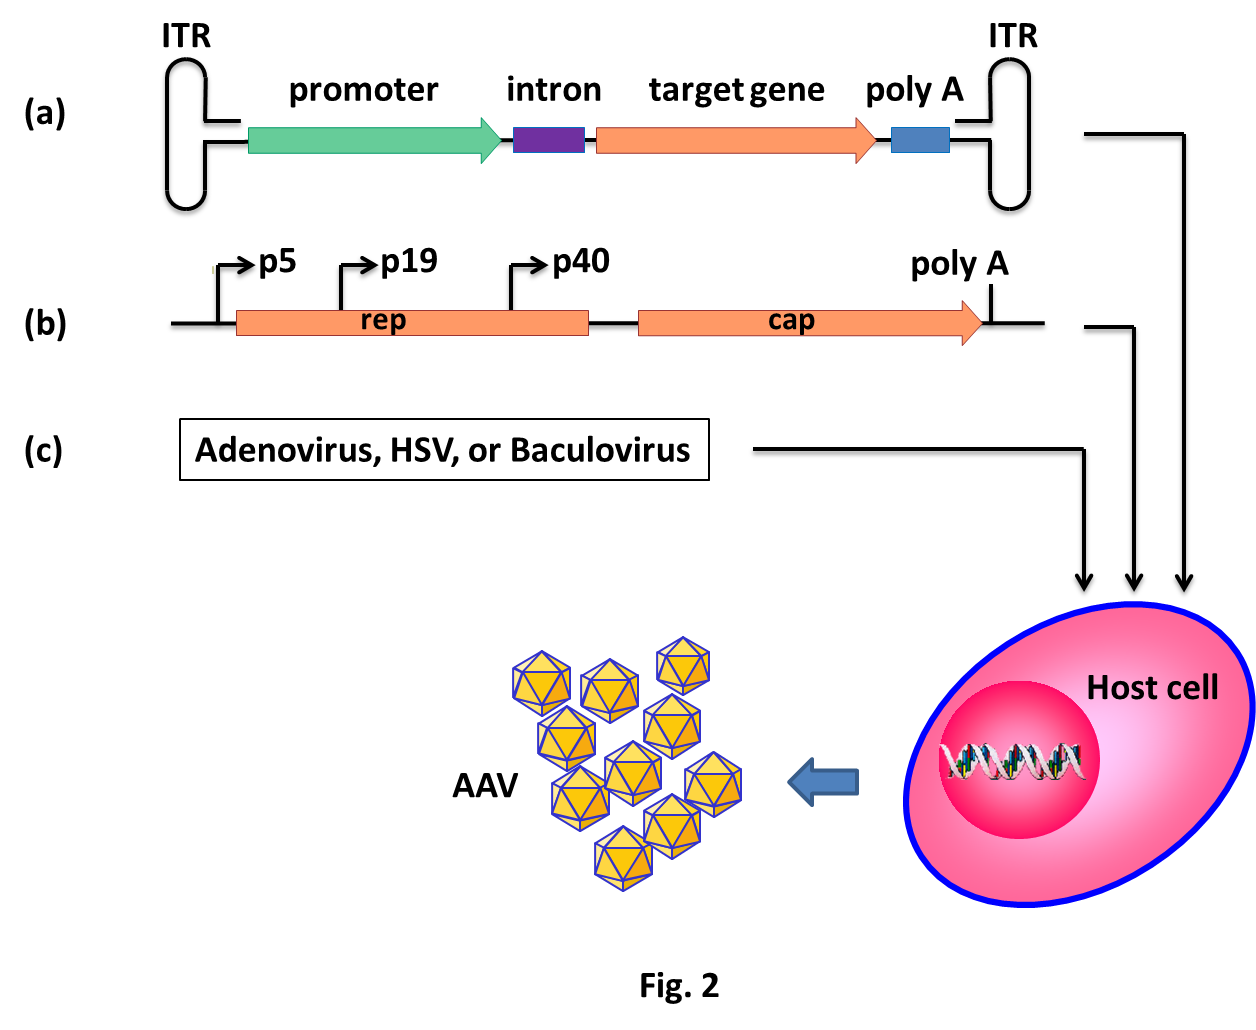 ITR ITR
promoter intron target gene poly A
(a)
p5 p19 p40 poly A
(b) rep cap
(c) Adenovirus, HSV, or Baculovirus
Host cell
AAV
Fig. 2